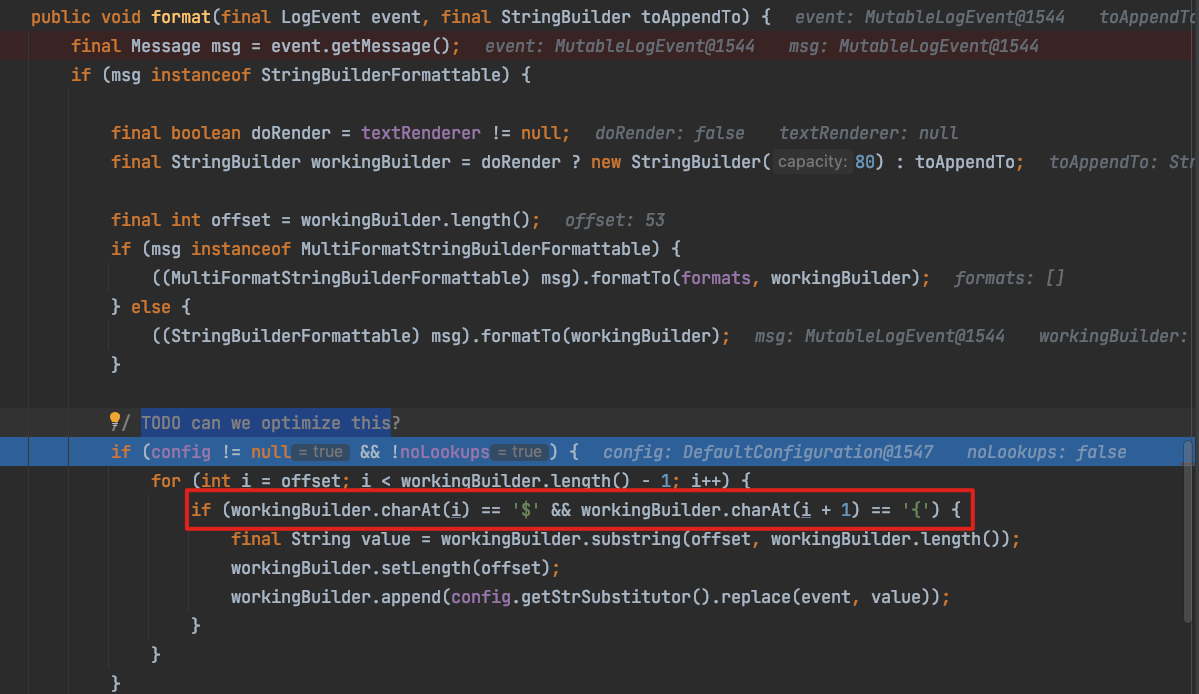 public void format(final LogEvent event, final StringBuilder toAppendTo) { event: MutableLogEvent@1544
final Message msg = event.getMessage(); event: MutableLogEvent@1544 msg: MutableLogEvent@1544
if (msg instanceof StringBuilderFormattable) {
final boolean doRender = textRenderer != null; doRender: false textRenderer: null
final StringBuilder workingBuilder = doRender ? new StringBuilder( capacity: 80) : toAppendTo; toAppendTo:
final int offset = workingBuilder.length(); offset: 53
if (msg instanceof MultiFormatStringBuilderFormattable) {
((MultiFormatStringBuilderFormattable) msg).formatTo(formats, workingBuilder); formats: []
} else {
((StringBuilderFormattable) msg).formatTo(workingBuilder); msg: MutableLogEvent@1544 workingBuilder:
}
// TODO can we optimize this?
if (config != null = true && !noLookups = true ) { config: DefaultConfiguration@1547 noLookups: false
for (int i = offset; i < workingBuilder.length() - 1; i++) {
if (workingBuilder.charAt(i) == '$' && workingBuilder.charAt(i + 1) == '{') {
final String value = workingBuilder.substring(offset, workingBuilder.length());
workingBuilder.setLength(offset);
workingBuilder.append(config.getStrSubstitutor().replace(event, value));
}
}
}